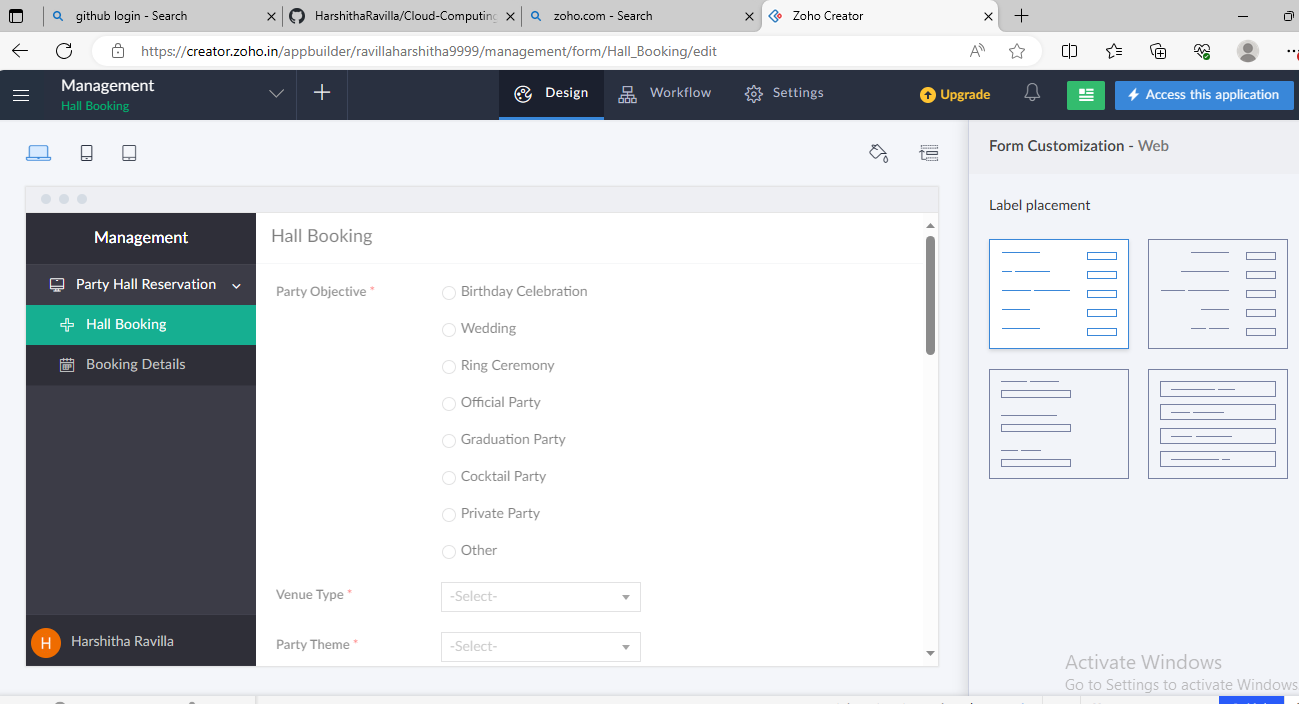 github login - Search
HarshithaRavilla/Cloud-Computing
zoho.com - Search
Zoho Creator
https://creator.zoho.in/appbuilder/ravillaharshitha9999/management/form/Hall_Booking/edit
Management
Hall Booking
Design
Workflow
Settings
Upgrade
Access this application
Form Customization - Web
Label placement
Management
Party Hall Reservation
Hall Booking
Booking Details
Harshitha Ravilla
H
Hall Booking
Party Objective *
Birthday Celebration
Wedding
Ring Ceremony
Official Party
Graduation Party
Cocktail Party
Private Party
Other
Venue Type *
-Select-
Party Theme *
-Select-
Activate Windows
Go to Settings to activate Windows